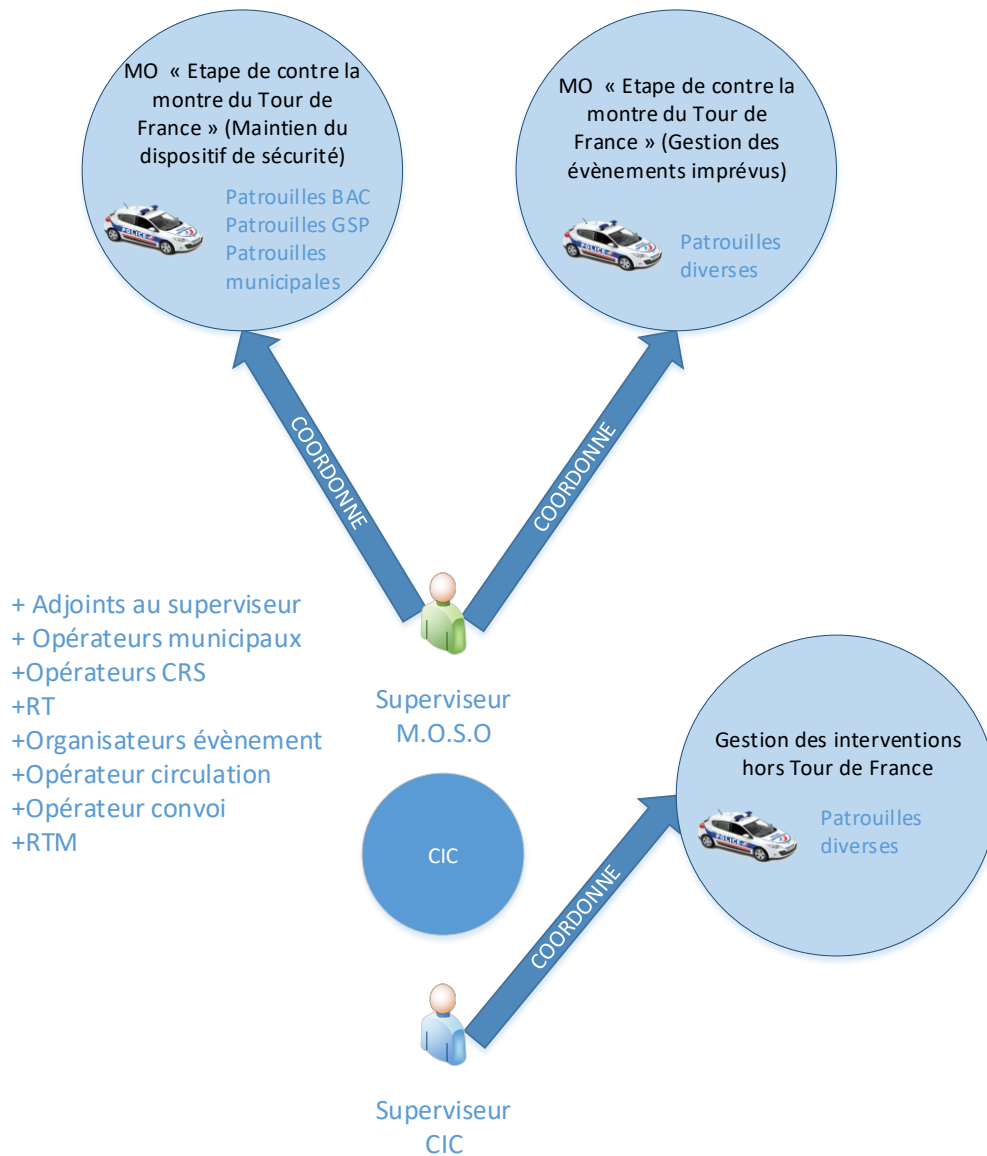 MO « Etape de contre la
montre du Tour de
France » (Maintien du
dispositif de sécurité)
Patrouilles BAC
Patrouilles GSP
Patrouilles
municipales
POLICE
MO « Etape de contre la
montre du Tour de
France » (Gestion des
évènements imprévus)
Patrouilles
diverses
POLICE
COORDONNE
COORDONNE
+ Adjoints au superviseur
+ Opérateurs municipaux
+Opérateurs CRS
+RT
+Organisateurs évènement
+Opérateur circulation
+Opérateur convoi
+RTM
Superviseur
M.O.S.O
CIC
Gestion des interventions
hors Tour de France
Patrouilles
diverses
POLICE
COORDONNE
Superviseur
CIC